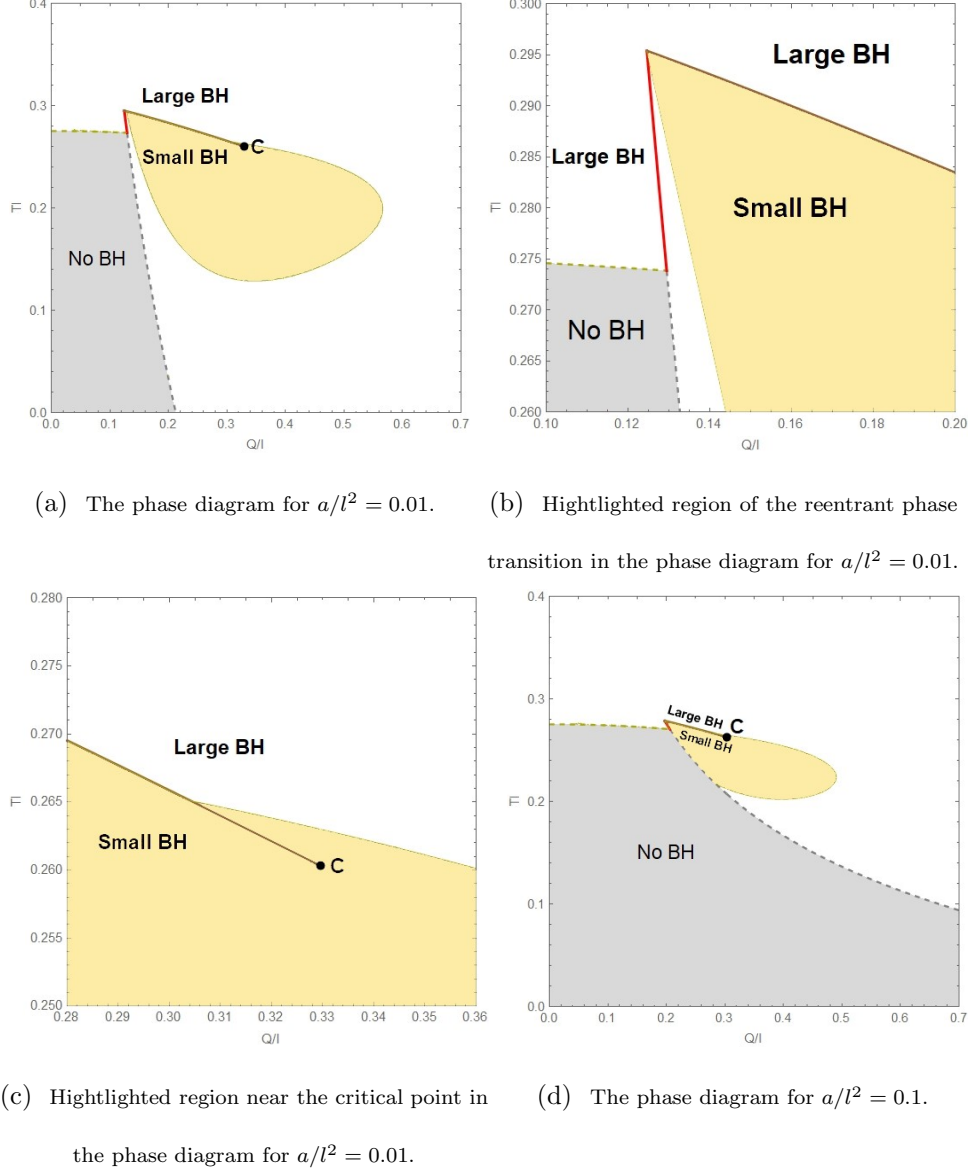 0.4
0.3
0.2
0.1
0.0
Tl
Large BH
Small BH
C
No BH
0.0 0.1 0.2 0.3 0.4 0.5 0.6 0.7
Q/l
0.300
0.295
0.290
0.285
0.280
0.275
0.270
0.265
0.260
Tl
Large BH
Large BH
Small BH
No BH
0.10 0.12 0.14 0.16 0.18 0.20
Q/l
(a) The phase diagram for a/l² = 0.01.
(b) Hightlighted region of the reentrant phase
transition in the phase diagram for a/l² = 0.01.
0.280
0.275
0.270
0.265
0.260
0.255
0.250
Tl
Large BH
Small BH
C
0.28 0.29 0.30 0.31 0.32 0.33 0.34 0.35 0.36
Q/l
0.4
0.3
0.2
0.1
0.0
Tl
Large BH
C
Small BH
No BH
0.0 0.1 0.2 0.3 0.4 0.5 0.6 0.7
Q/l
(c) Hightlighted region near the critical point in
the phase diagram for a/l² = 0.01.
(d) The phase diagram for a/l² = 0.1.